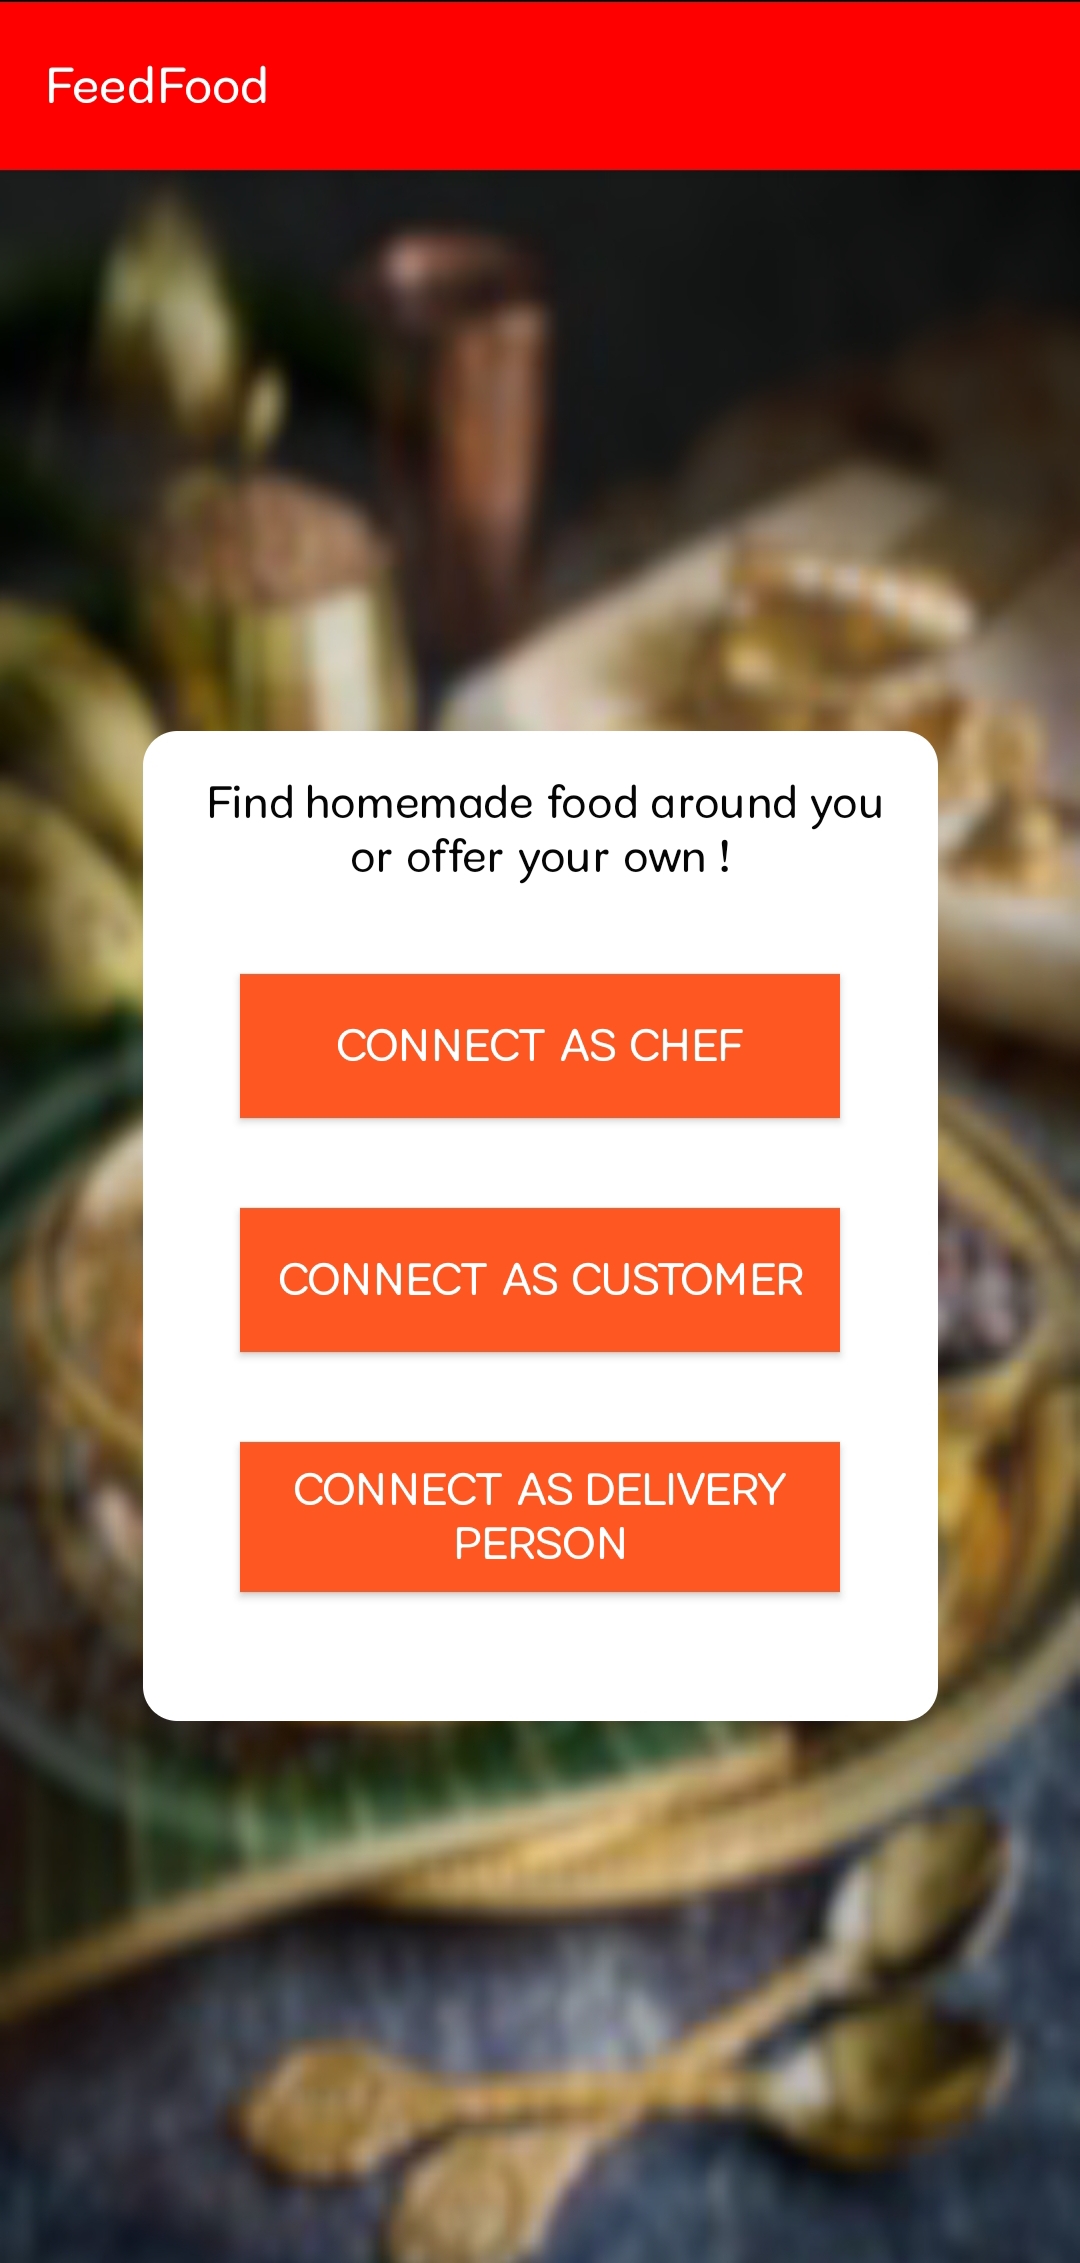 FeedFood
Find homemade food around you
or offer your own !
CONNECT AS CHEF
CONNECT AS CUSTOMER
CONNECT AS DELIVERY
PERSON